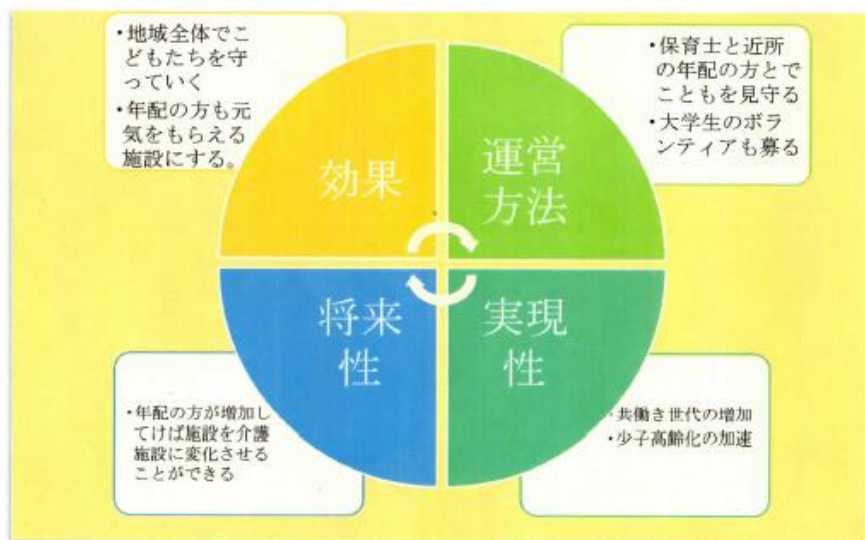 ・地域全体でこ
どもたちを守
っていく
・年配の方も元
気をもらえる
施設にする。
効果
・保育士と近所
の年配の方とで
こともを見守る
・大学生のボラ
ンティアも募る
運営
方法
将来
性
・年配の方が増加し
てけば施設を介護
施設に変化させる
ことができる
実現
性
・共働き世代の増加
・少子高齢化の加速